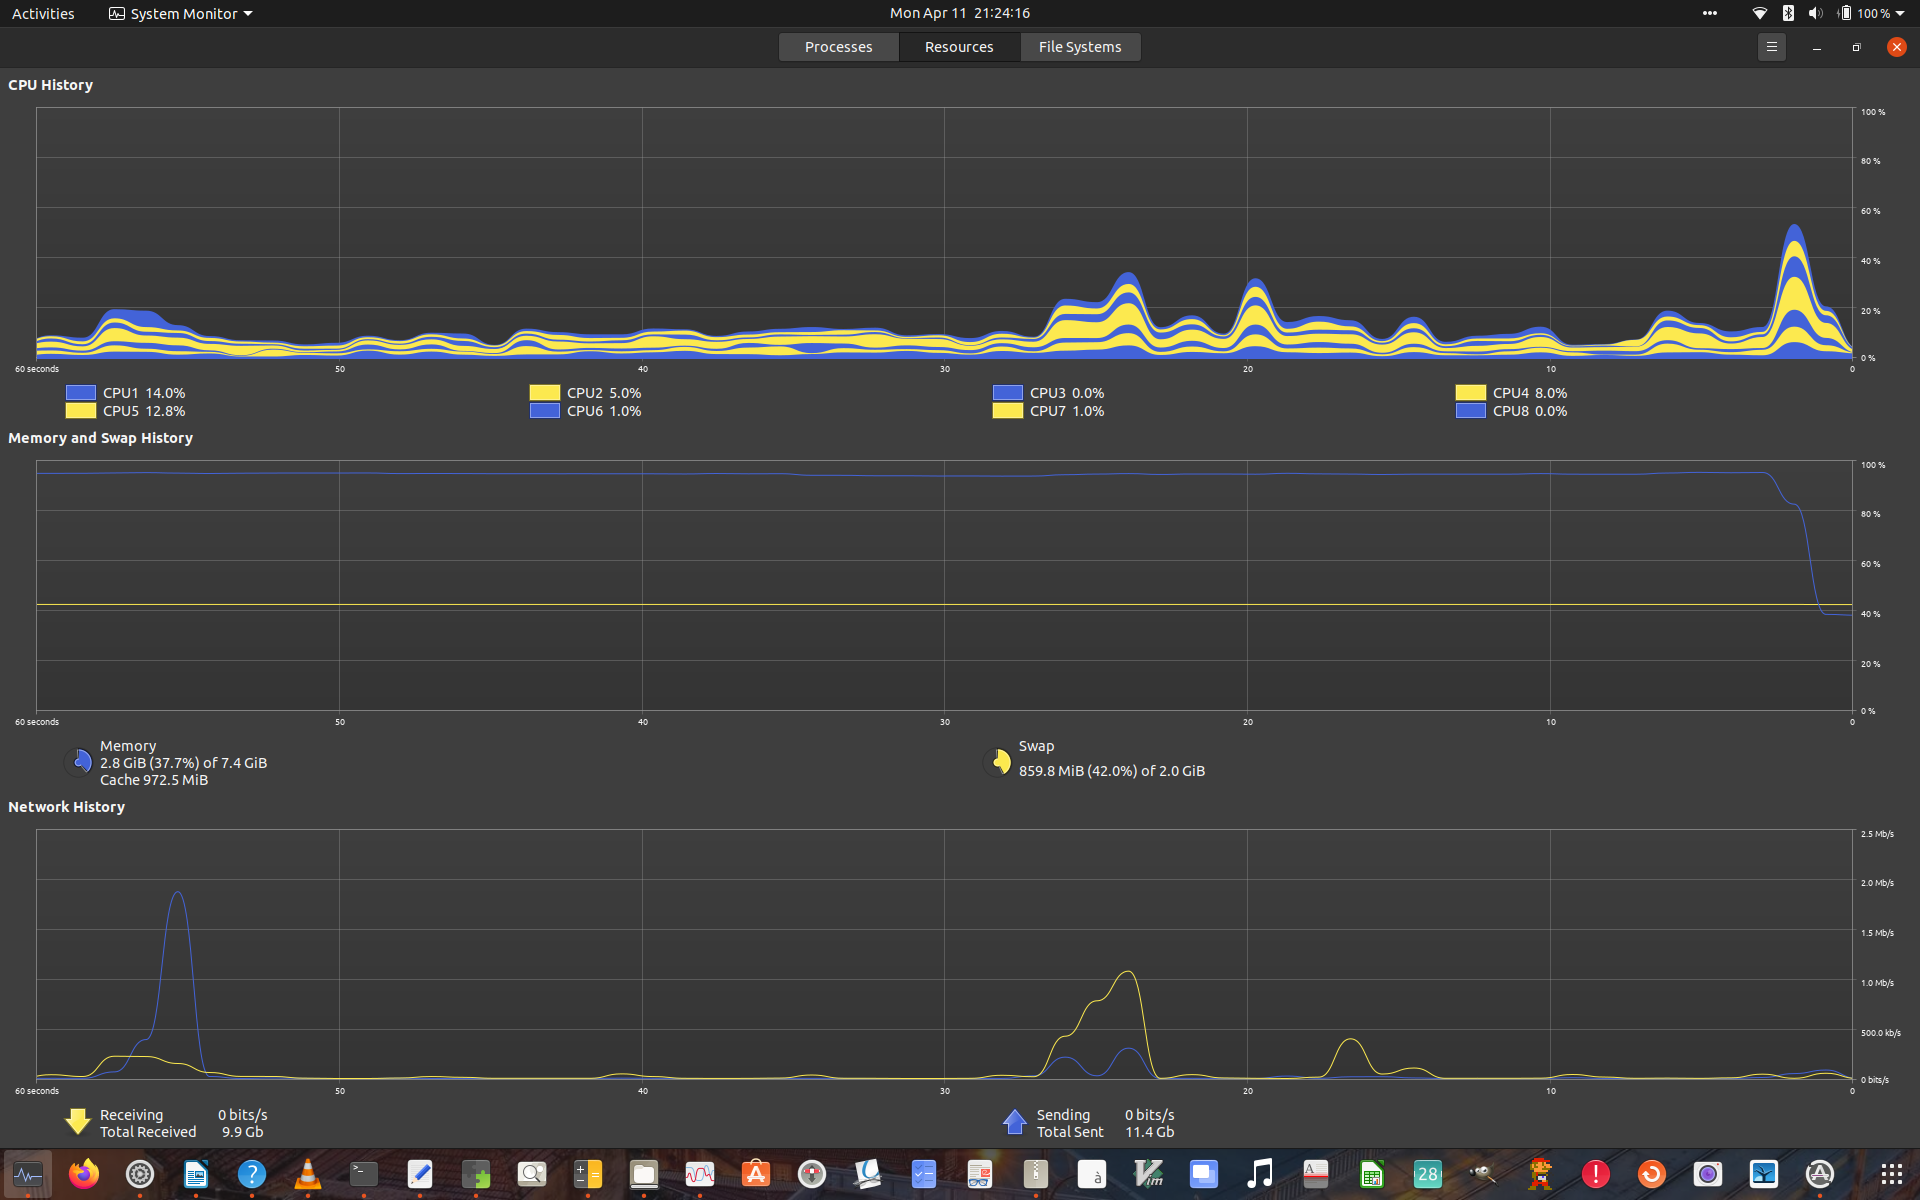 Activities System Monitor Mon Apr 11 21:24:16 100 %
Processes Resources File Systems
CPU History
100 %
80 %
60 %
40 %
20 %
0 %
60 seconds 50 40 30 20 10 0
CPU1 14.0% CPU2 5.0% CPU3 0.0% CPU4 8.0%
CPU5 12.8% CPU6 1.0% CPU7 1.0% CPU8 0.0%
Memory and Swap History
100 %
80 %
60 %
40 %
20 %
0 %
60 seconds 50 40 30 20 10 0
Memory
2.8 GiB (37.7%) of 7.4 GiB
Cache 972.5 MiB
Swap
859.8 MiB (42.0%) of 2.0 GiB
Network History
2.5 Mb/s
2.0 Mb/s
1.5 Mb/s
1.0 Mb/s
500.0 kb/s
0 bits/s
60 seconds 50 40 30 20 10 0
Receiving 0 bits/s
Total Received 9.9 Gb
Sending 0 bits/s
Total Sent 11.4 Gb
? >_ A à Vim A 28 !